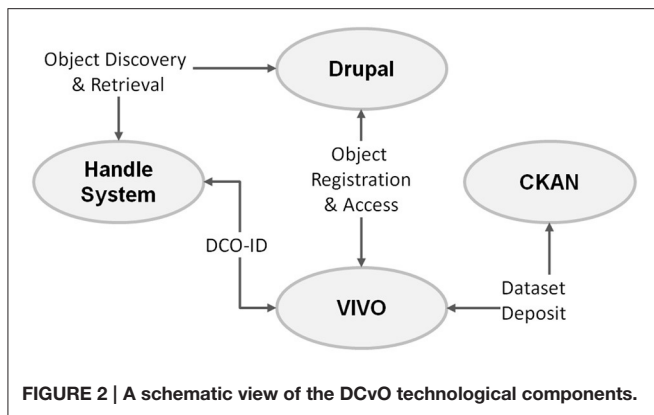 Object Discovery
& Retrieval
Drupal
Handle
System
Object
Registration
& Access
CKAN
DCO-ID
VIVO
Dataset
Deposit
FIGURE 2 | A schematic view of the DCvO technological components.